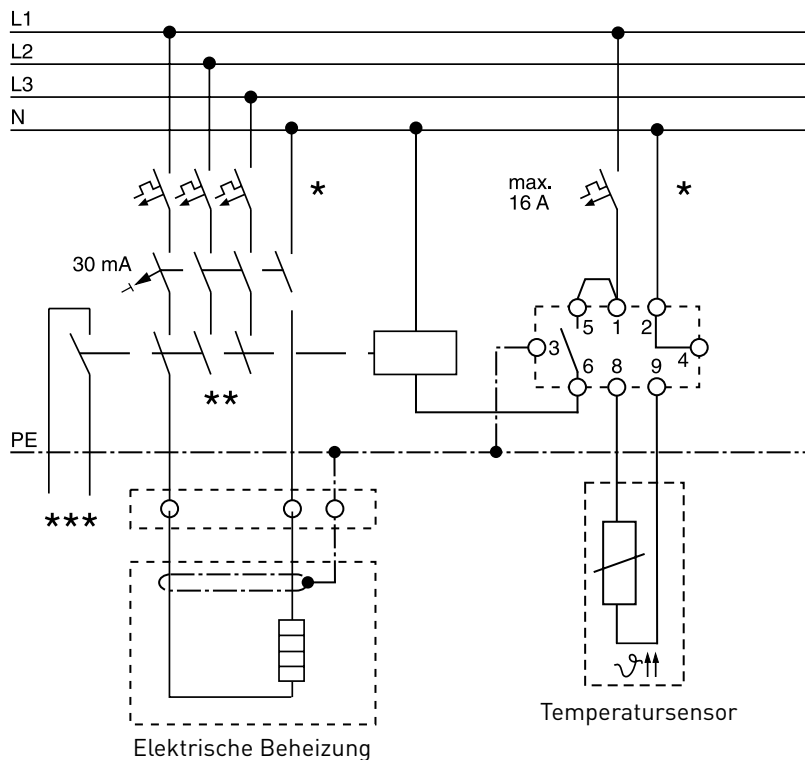 L1
L2
L3
N
*
max.
16 A
*
30 mA
5
1
2
3
4
6
8
9
**
PE
***
ϑ
Temperatursensor
Elektrische Beheizung